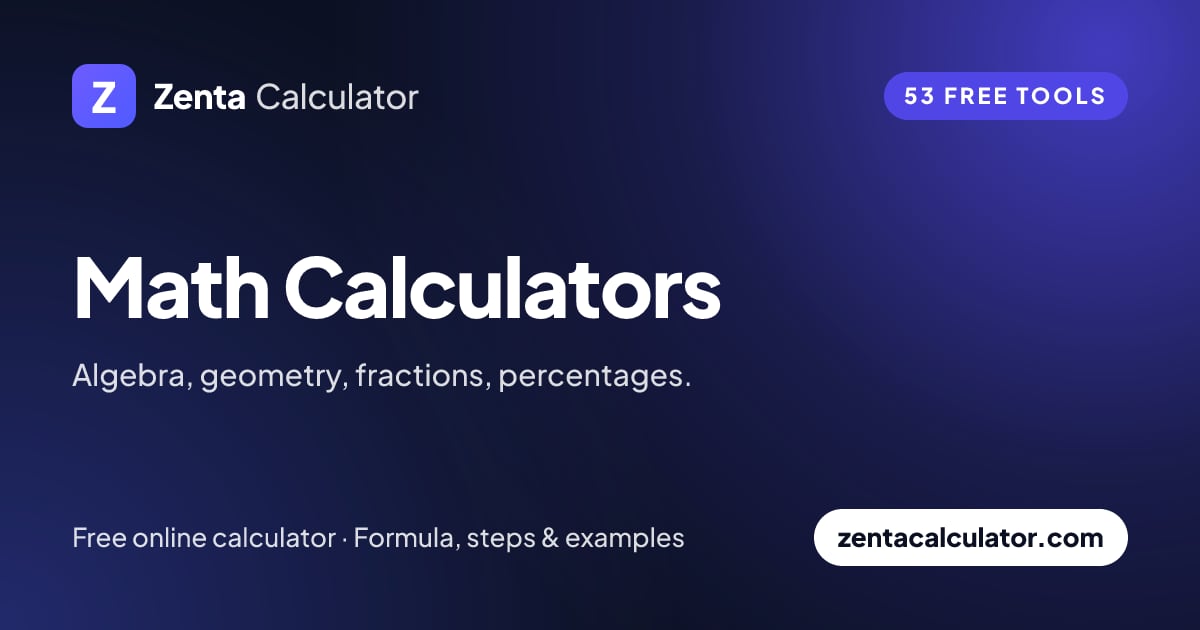 Z
Zenta Calculator
53 FREE TOOLS
Math Calculators
Algebra, geometry, fractions, percentages.
Free online calculator · Formula, steps & examples
zentacalculator.com